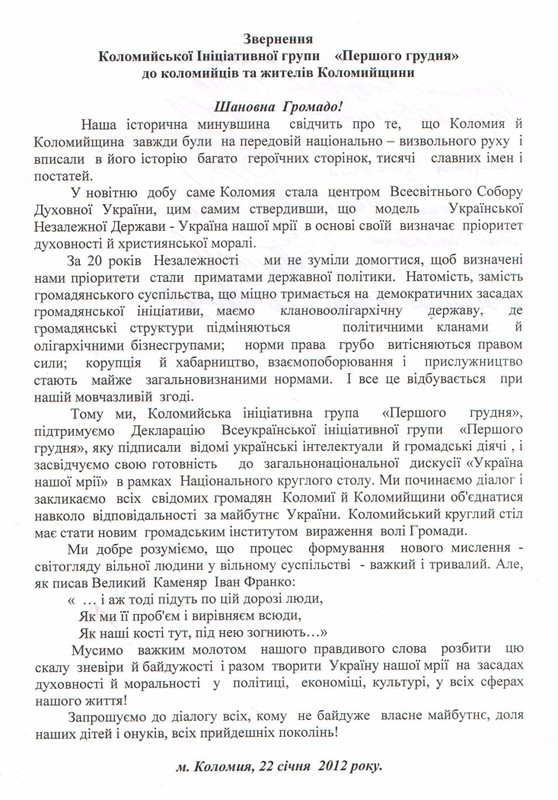 Звернення
Коломийської Ініціативної групи «Першого грудня»
до коломийців та жителів Коломийщини
Шановна Громадо!
Наша історична минувшина свідчить про те, що Коломия й
Коломийщина завжди були на передовій національно – визвольного руху і
вписали в його історію багато героїчних сторінок, тисячі славних імен і
постатей.
У новітню добу саме Коломия стала центром Всесвітнього Собору
Духовної України, цим самим ствердивши, що модель Української
Незалежної Держави - Україна нашої мрії в основі своїй визначає пріоритет
духовності й християнської моралі.
За 20 років Незалежності ми не зуміли домогтися, щоб визначені
нами пріоритети стали приматами державної політики. Натомість, замість
громадянського суспільства, що міцно тримається на демократичних засадах
громадянської ініціативи, маємо клановоолігархічну державу, де
громадянські структури підміняються політичними кланами й
олігархічними бізнесгрупами; норми права грубо витісняються правом
сили; корупція й хабарництво, взаємопоборювання і прислужництво
стають майже загальновизнаними нормами. І все це відбувається при
нашій мовчазливій згоді.
Тому ми, Коломийська ініціативна група «Першого грудня»,
підтримуємо Декларацію Всеукраїнської ініціативної групи «Першого
грудня», яку підписали відомі українські інтелектуали й громадські діячі , і
засвідчуємо свою готовність до загальнонаціональної дискусії «Україна
нашої мрії» в рамках Національного круглого столу. Ми починаємо діалог і
закликаємо всіх свідомих громадян Коломиї й Коломийщини об'єднатися
навколо відповідальності за майбутнє України. Коломийський круглий стіл
має стати новим громадським інститутом вираження волі Громади.
Ми добре розуміємо, що процес формування нового мислення -
світогляду вільної людини у вільному суспільстві - важкий і тривалий. Але,
як писав Великий Каменяр Іван Франко:
« … і аж тоді підуть по цій дорозі люди,
Як ми її проб'єм і вирівняєм всюди,
Як наші кості тут, під нею зогниють…»
Мусимо важким молотом нашого правдивого слова розбити цю
скалу зневіри й байдужості і разом творити Україну нашої мрії на засадах
духовності й моральності у політиці, економіці, культурі, у всіх сферах
нашого життя!
Запрошуємо до діалогу всіх, кому не байдуже власне майбутнє, доля
наших дітей і онуків, всіх прийдешніх поколінь!
м. Коломия, 22 січня 2012 року.